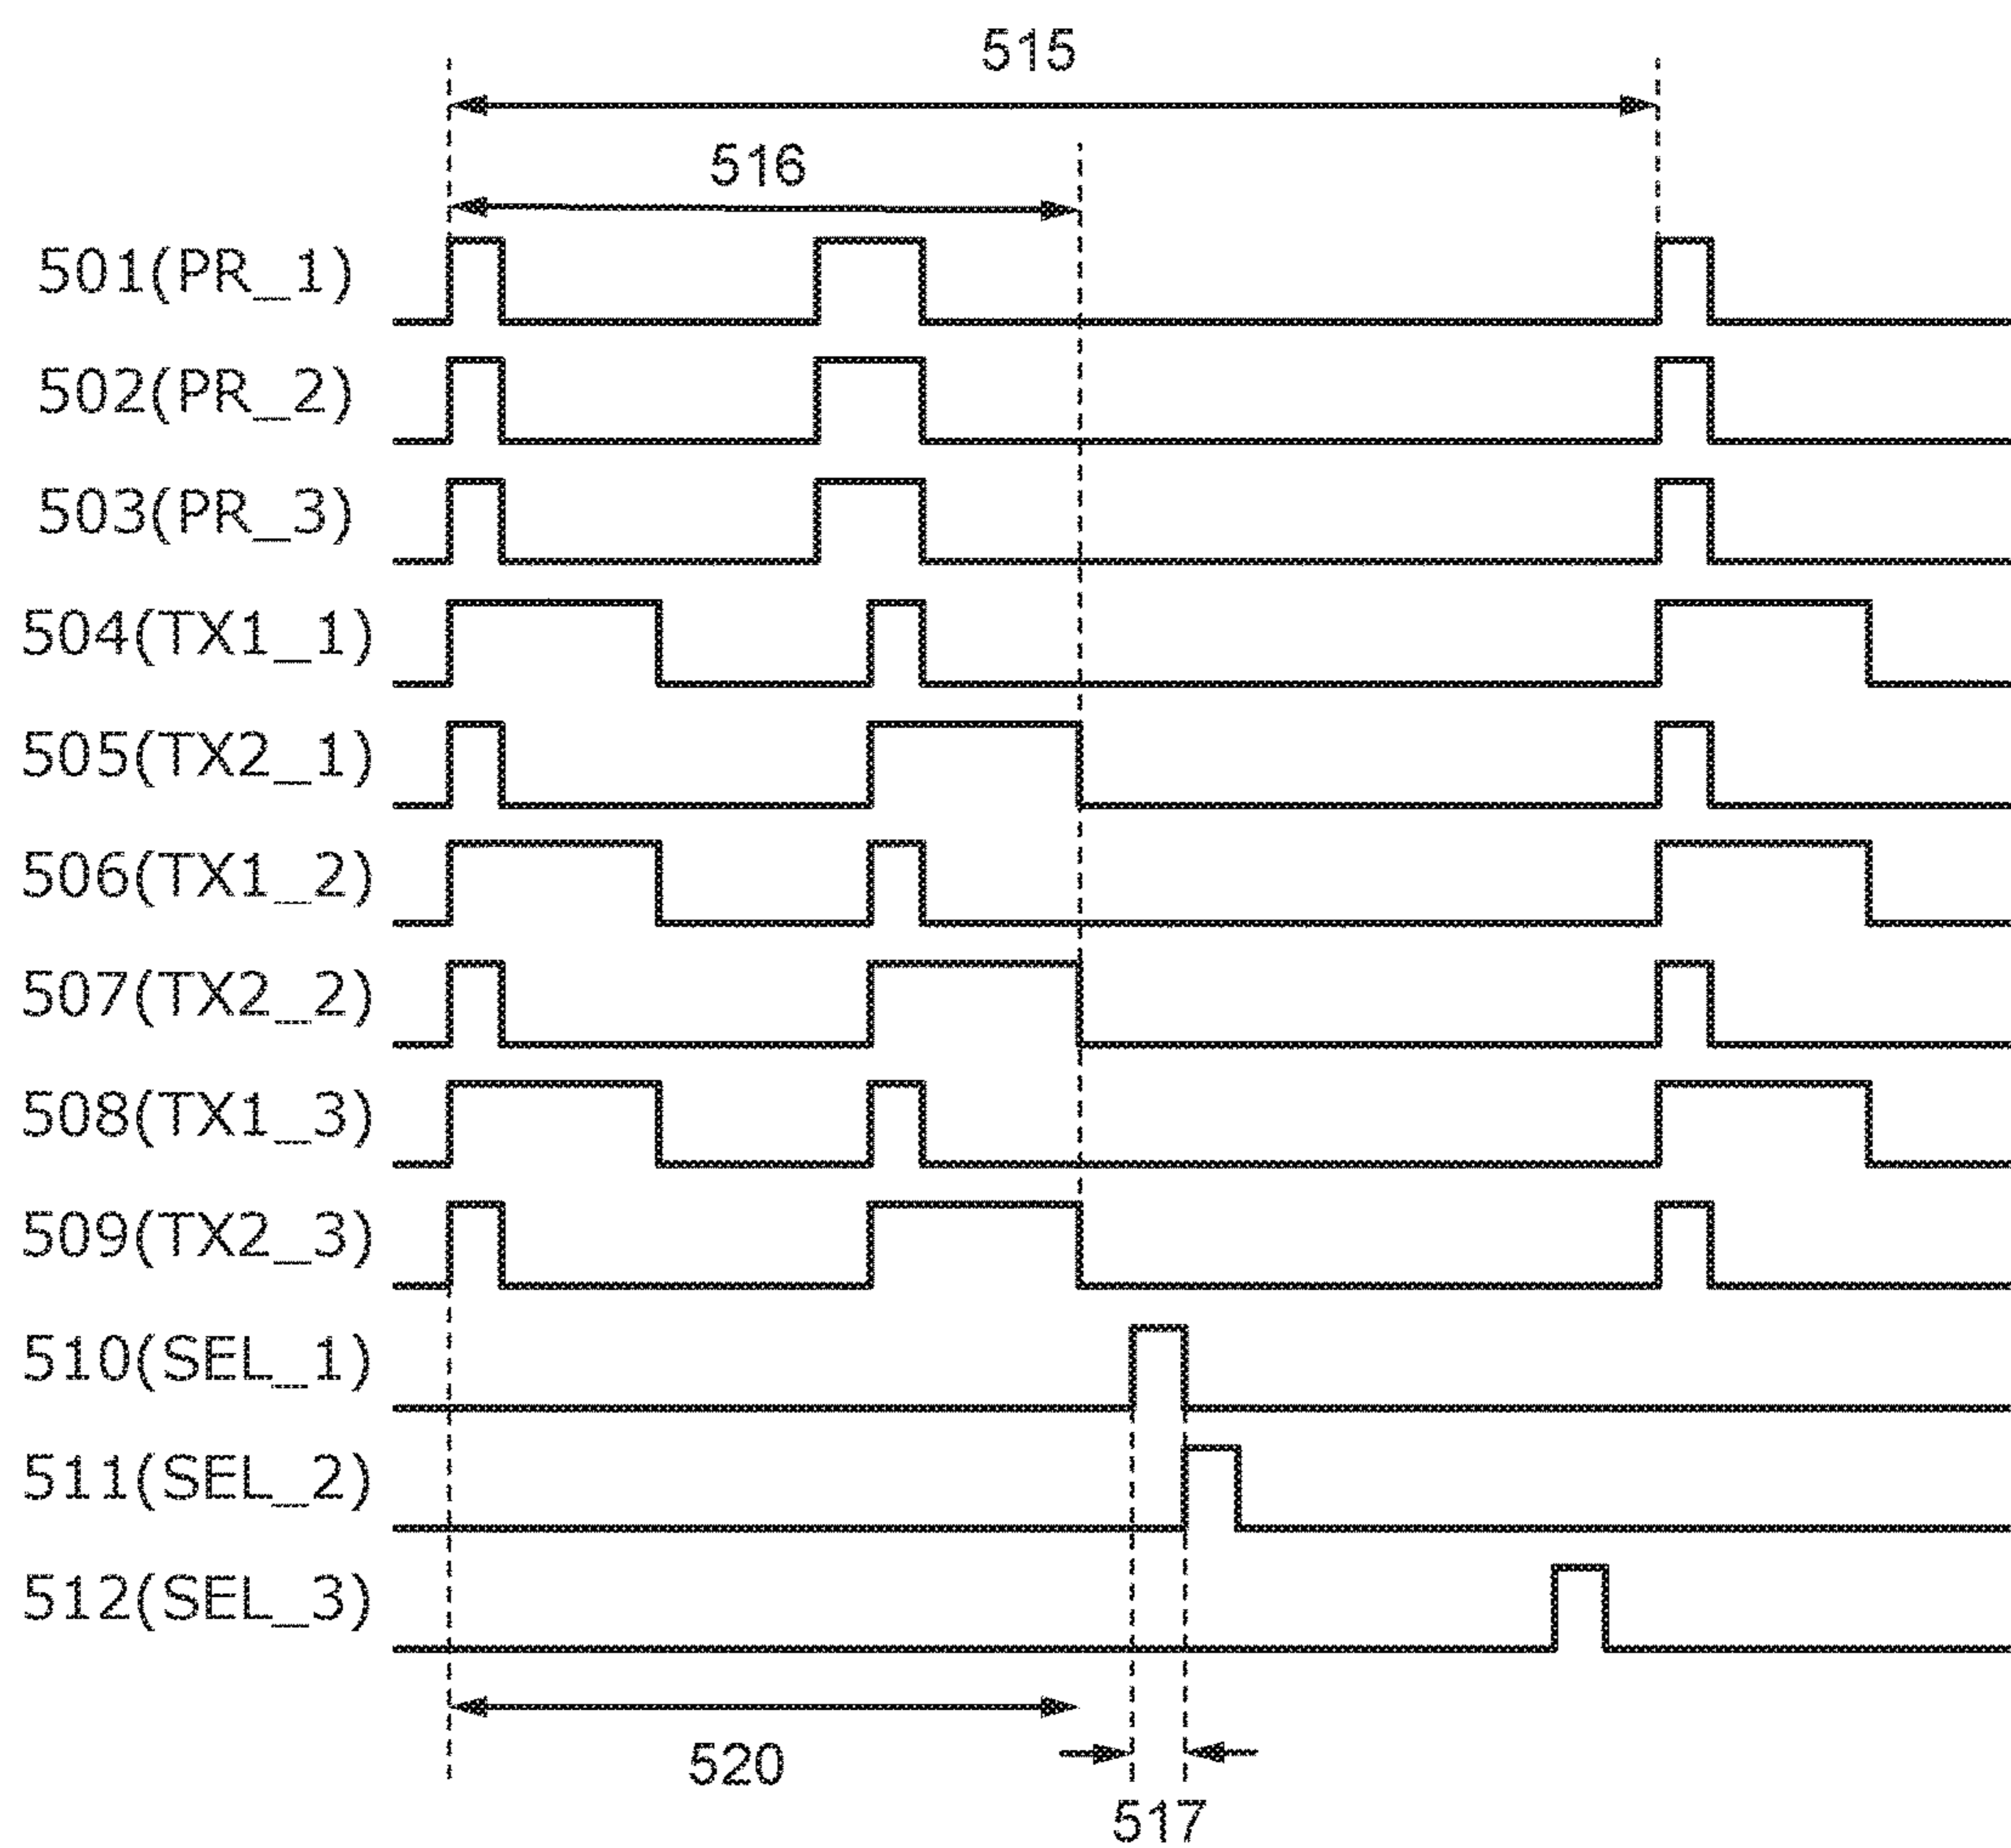 515
516
501(PR_1)
502(PR_2)
503(PR_3)
504(TX1_1)
505(TX2_1)
506(TX1_2)
507(TX2_2)
508(TX1_3)
509(TX2_3)
510(SEL_1)
511(SEL_2)
512(SEL_3)
520
517